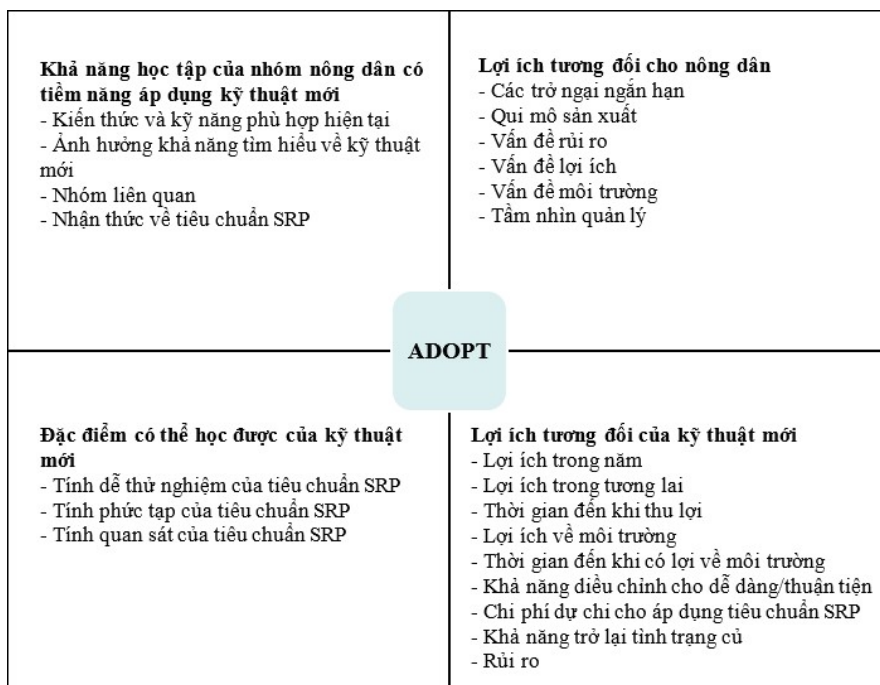 Khả năng học tập của nhóm nông dân có
tiềm năng áp dụng kỹ thuật mới
- Kiến thức và kỹ năng phù hợp hiện tại
- Ảnh hưởng khả năng tìm hiểu về kỹ thuật
mới
- Nhóm liên quan
- Nhận thức về tiêu chuẩn SRP
Lợi ích tương đối cho nông dân
- Các trở ngại ngắn hạn
- Qui mô sản xuất
- Vấn đề rủi ro
- Vấn đề lợi ích
- Vấn đề môi trường
- Tầm nhìn quản lý
ADOPT
Đặc điểm có thể học được của kỹ thuật
mới
- Tính dễ thử nghiệm của tiêu chuẩn SRP
- Tính phức tạp của tiêu chuẩn SRP
- Tính quan sát của tiêu chuẩn SRP
Lợi ích tương đối của kỹ thuật mới
- Lợi ích trong năm
- Lợi ích trong tương lai
- Thời gian đến khi thu lợi
- Lợi ích về môi trường
- Thời gian đến khi có lợi về môi trường
- Khả năng diều chỉnh cho dễ dàng/thuận tiện
- Chi phí dự chi cho áp dụng tiêu chuẩn SRP
- Khả năng trở lại tình trạng củ
- Rủi ro